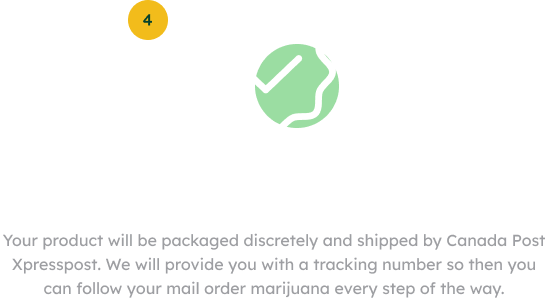 4
Your product will be packaged discretely and shipped by Canada Post
Xpresspost. We will provide you with a tracking number so then you
can follow your mail order marijuana every step of the way.